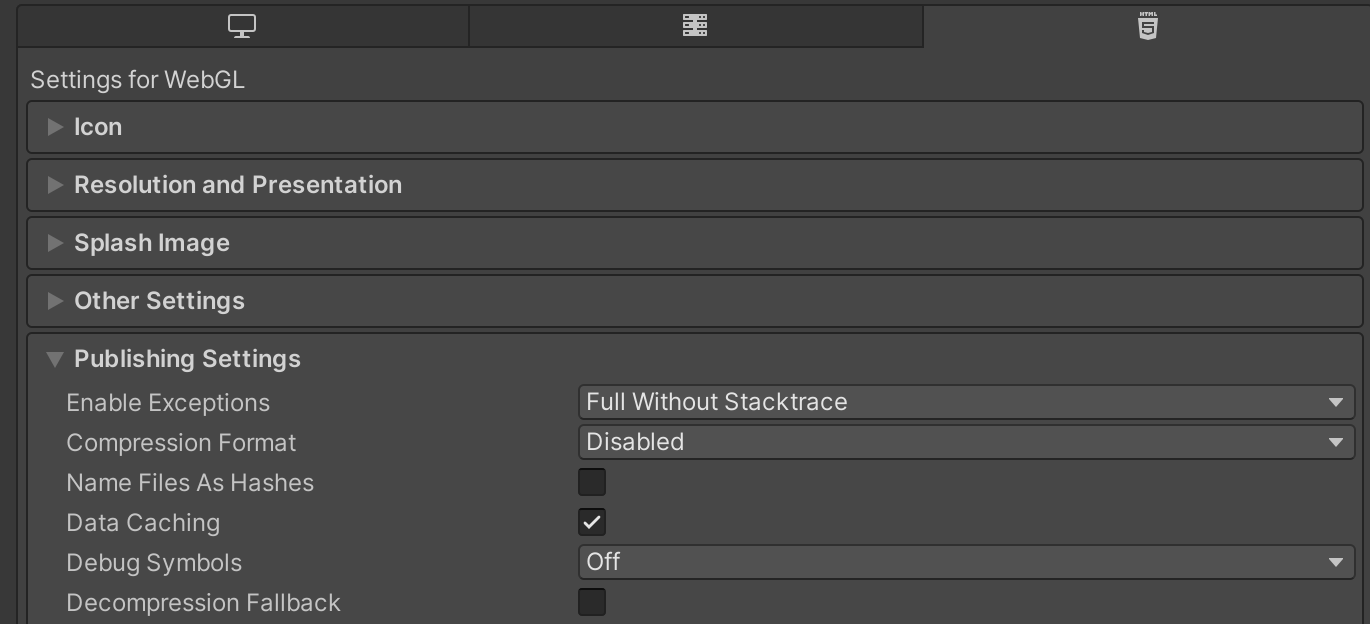 HTML
5
Settings for WebGL
Icon
Resolution and Presentation
Splash Image
Other Settings
Publishing Settings
Enable Exceptions Full Without Stacktrace
Compression Format Disabled
Name Files As Hashes
Data Caching
Debug Symbols Off
Decompression Fallback